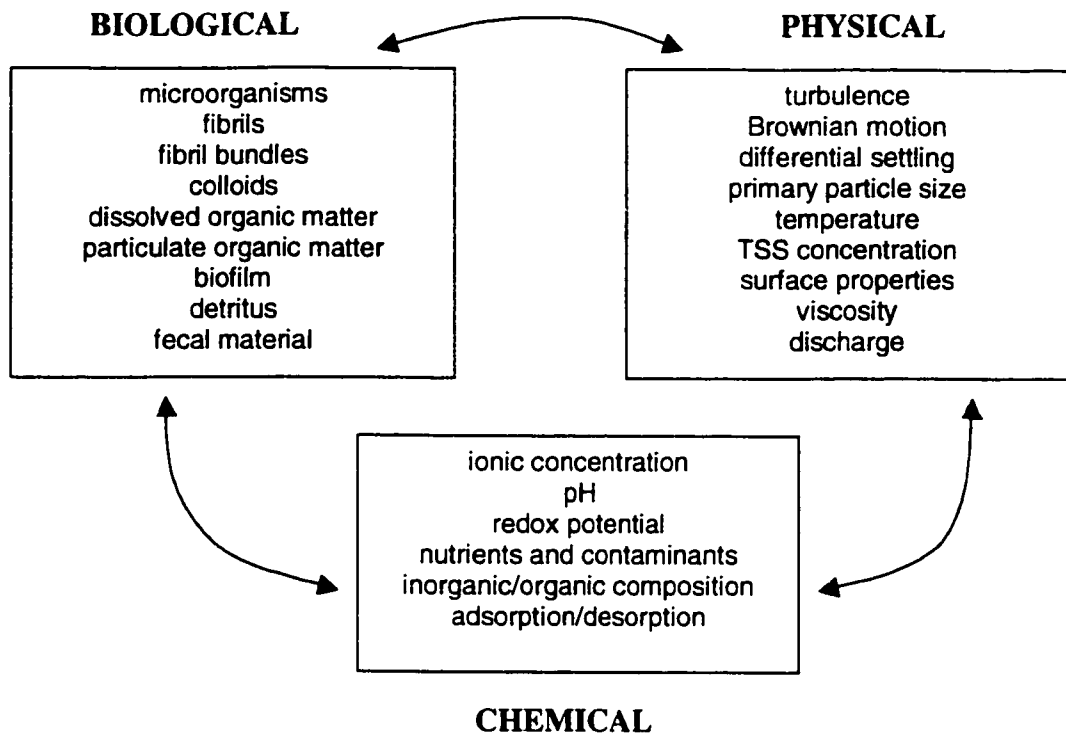 BIOLOGICAL
microorganisms
fibrils
fibril bundles
colloids
dissolved organic matter
particulate organic matter
biofilm
detritus
fecal material
PHYSICAL
turbulence
Brownian motion
differential settling
primary particle size
temperature
TSS concentration
surface properties
viscosity
discharge
ionic concentration
pH
redox potential
nutrients and contaminants
inorganic/organic composition
adsorption/desorption
CHEMICAL